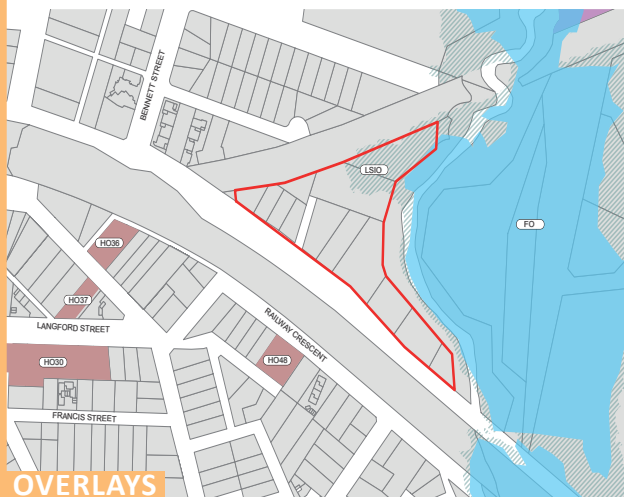 BENNETT STREET
LSIO
FO
HO36
HO37
LANGFORD STREET
RAILWAY CRESCENT
HO30
HO48
FRANCIS STREET
OVERLAYS